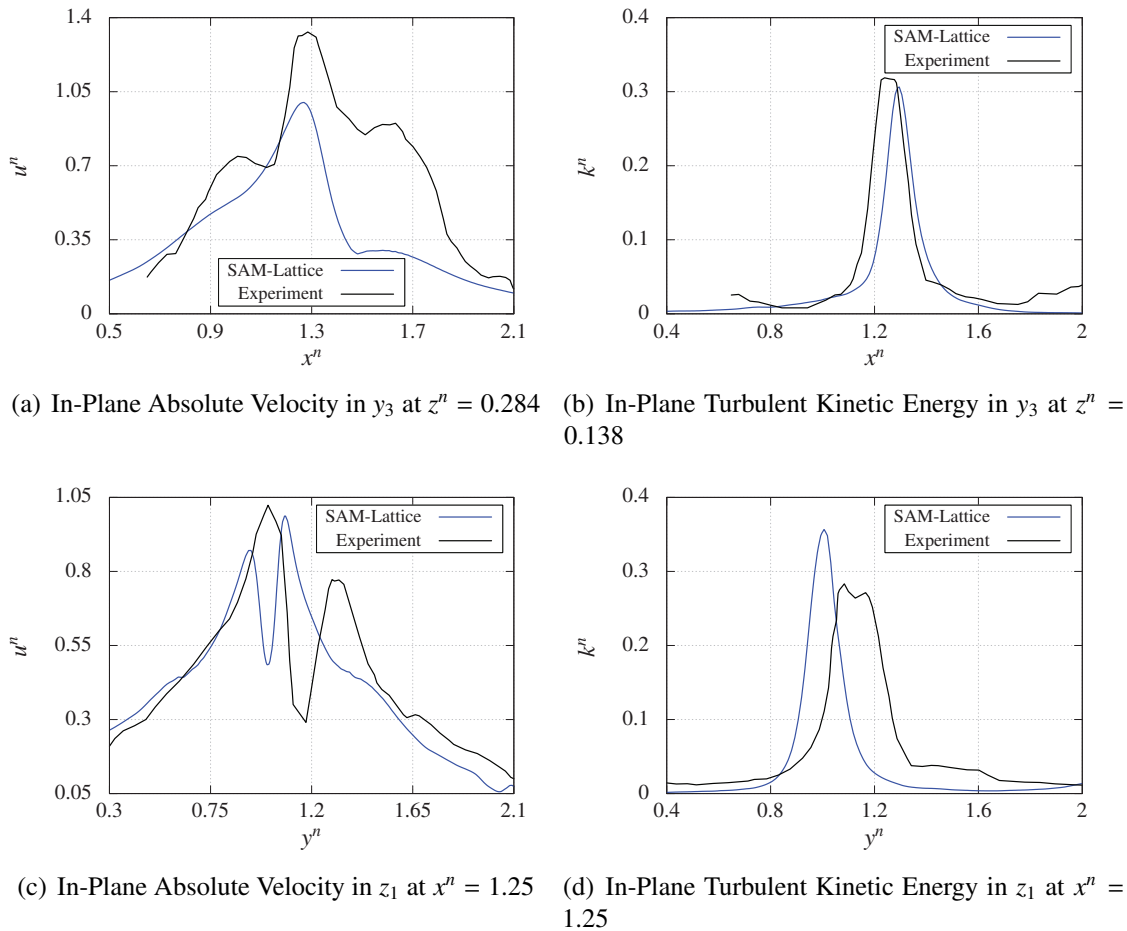 1.4
1.05
0.7
0.35
0
u^n
SAM-Lattice
Experiment
0.5 0.9 1.3 1.7 2.1
x^n
(a) In-Plane Absolute Velocity in y_3 at z^n = 0.284
0.4
0.3
0.2
0.1
0
k^n
SAM-Lattice
Experiment
0.4 0.8 1.2 1.6 2
x^n
(b) In-Plane Turbulent Kinetic Energy in y_3 at z^n =
0.138
1.05
0.8
0.55
0.3
0.05
u^n
SAM-Lattice
Experiment
0.3 0.75 1.2 1.65 2.1
y^n
(c) In-Plane Absolute Velocity in z_1 at x^n = 1.25
0.4
0.3
0.2
0.1
0
k^n
SAM-Lattice
Experiment
0.4 0.8 1.2 1.6 2
y^n
(d) In-Plane Turbulent Kinetic Energy in z_1 at x^n =
1.25